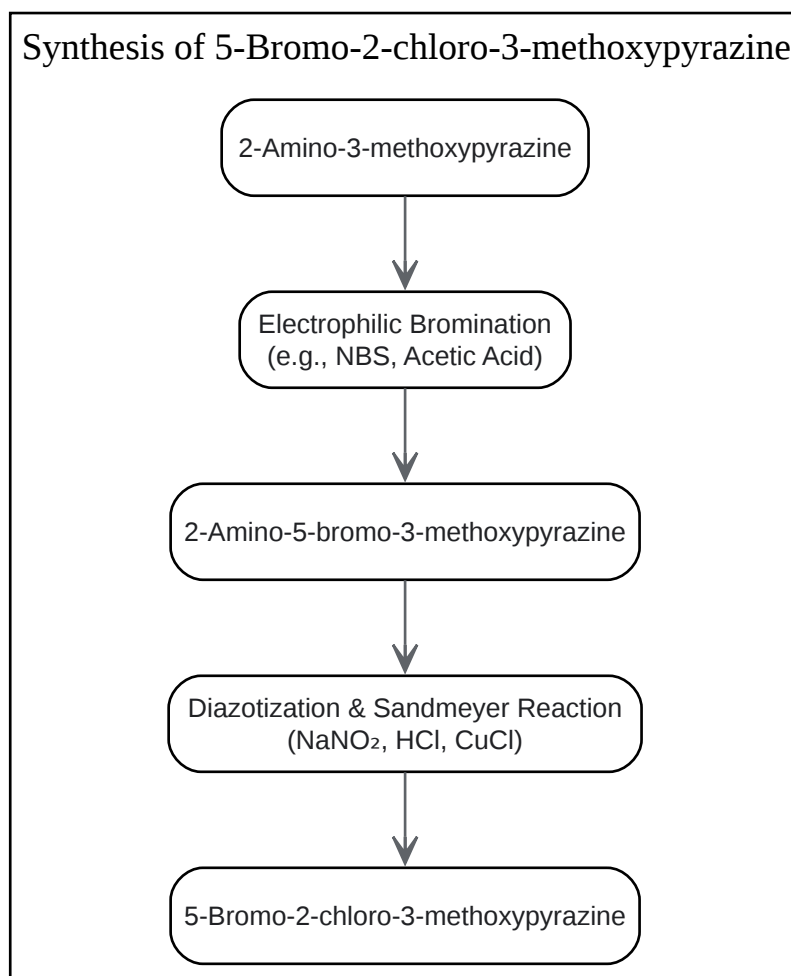 Synthesis of 5-Bromo-2-chloro-3-methoxypyrazine
2-Amino-3-methoxypyrazine
Electrophilic Bromination
(e.g., NBS, Acetic Acid)
2-Amino-5-bromo-3-methoxypyrazine
Diazotization & Sandmeyer Reaction
(NaNO₂, HCl, CuCl)
5-Bromo-2-chloro-3-methoxypyrazine